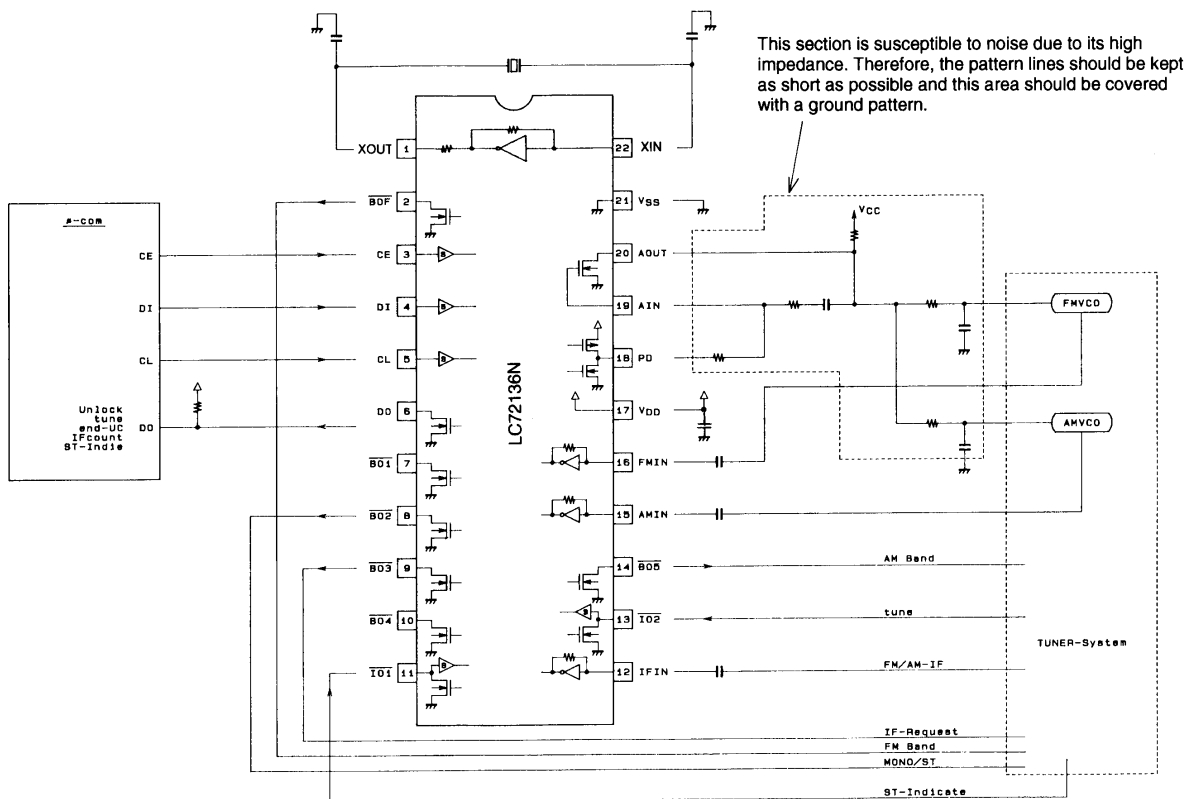 This section is susceptible to noise due to its high
impedance. Therefore, the pattern lines should be kept
as short as possible and this area should be covered
with a ground pattern.
XOUT 1
22 XIN
μ-com
BOF 2
21 VSS
VCC
CE
CE 3
20 AOUT
DI
DI 4
19 AIN
FMVCO
CL
CL 5
18 PD
LC72136N
Unlock
tune
end-UC
IFcount
ST-Indie
DO
DO 6
17 VDD
AMVCO
BO1 7
16 FMIN
BO2 8
15 AMIN
BO3 9
14 BO5
AM Band
BO4 10
13 IO2
tune
TUNER-System
IO1 11
12 IFIN
FM/AM-IF
IF-Request
FM Band
MONO/ST
ST-Indicate
B
B
B
B
B